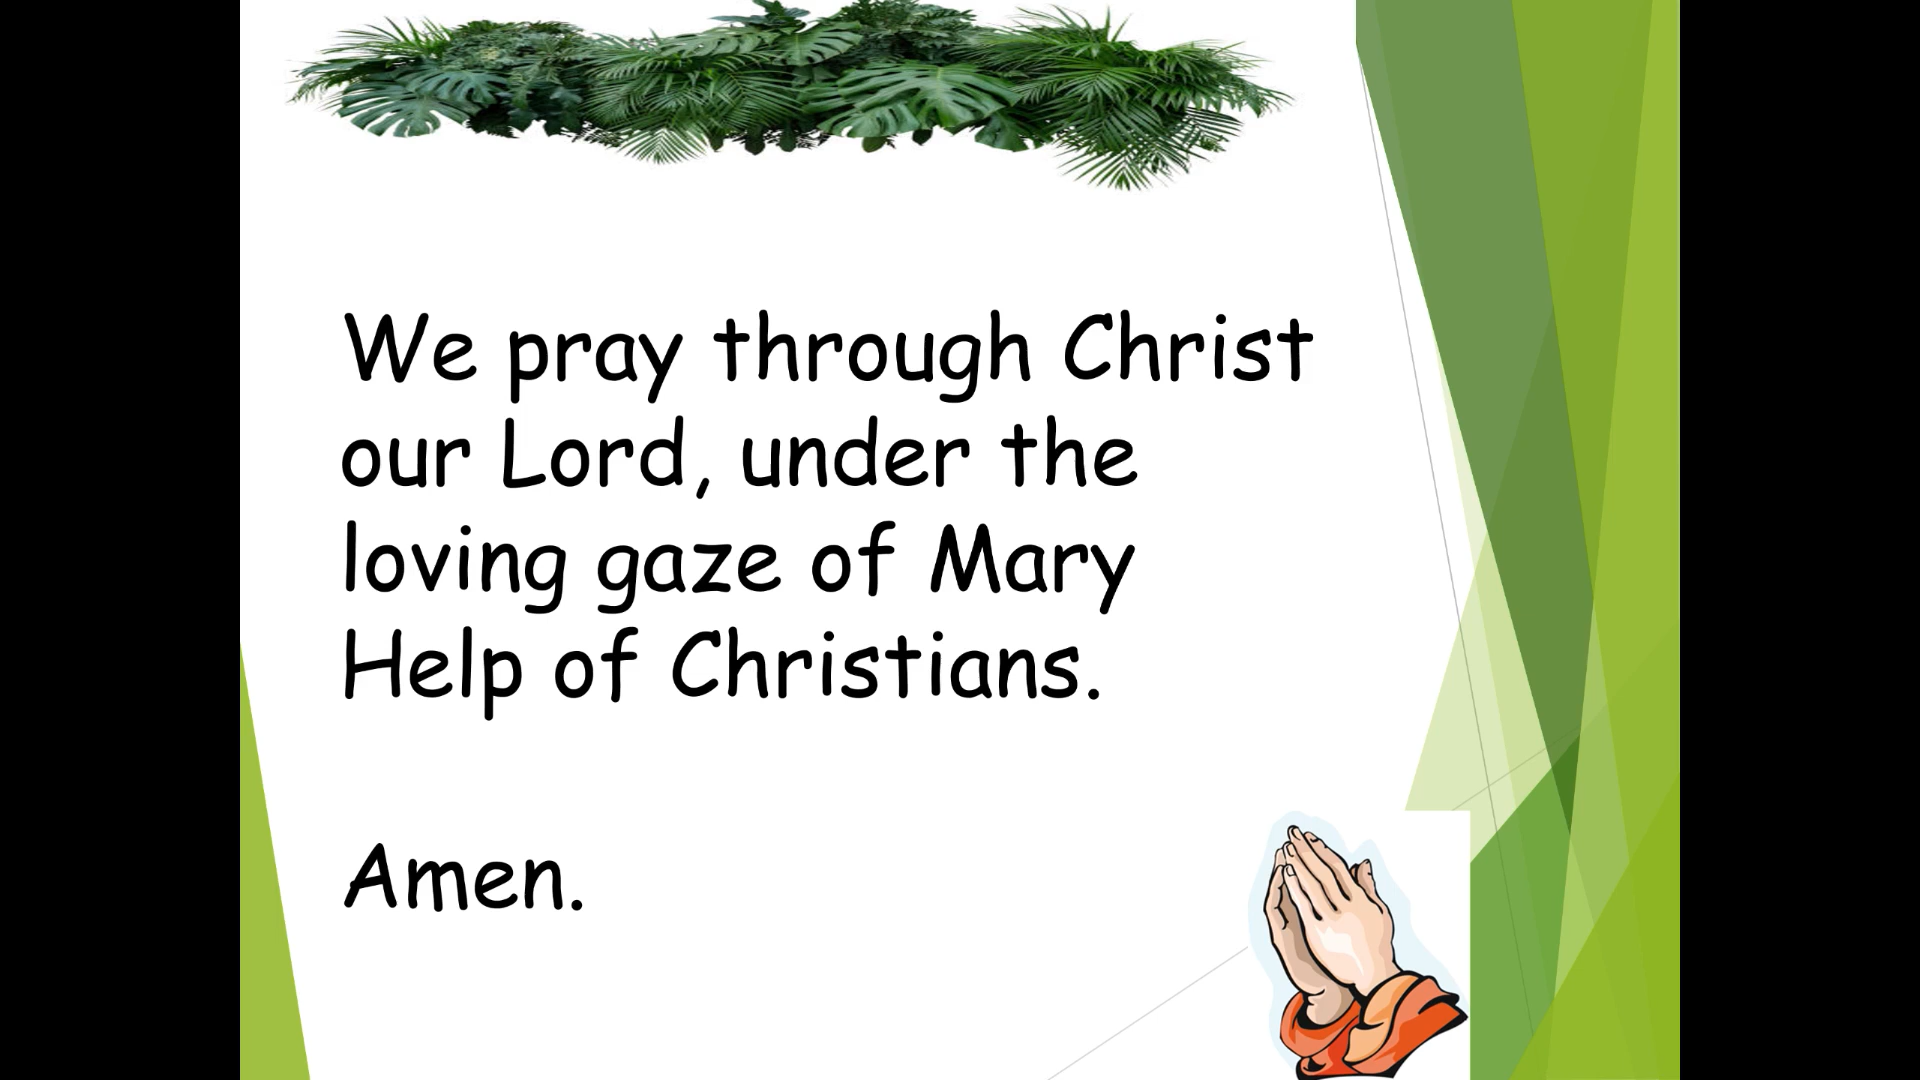 We pray through Christ
our Lord, under the
loving gaze of Mary
Help of Christians.
Amen.